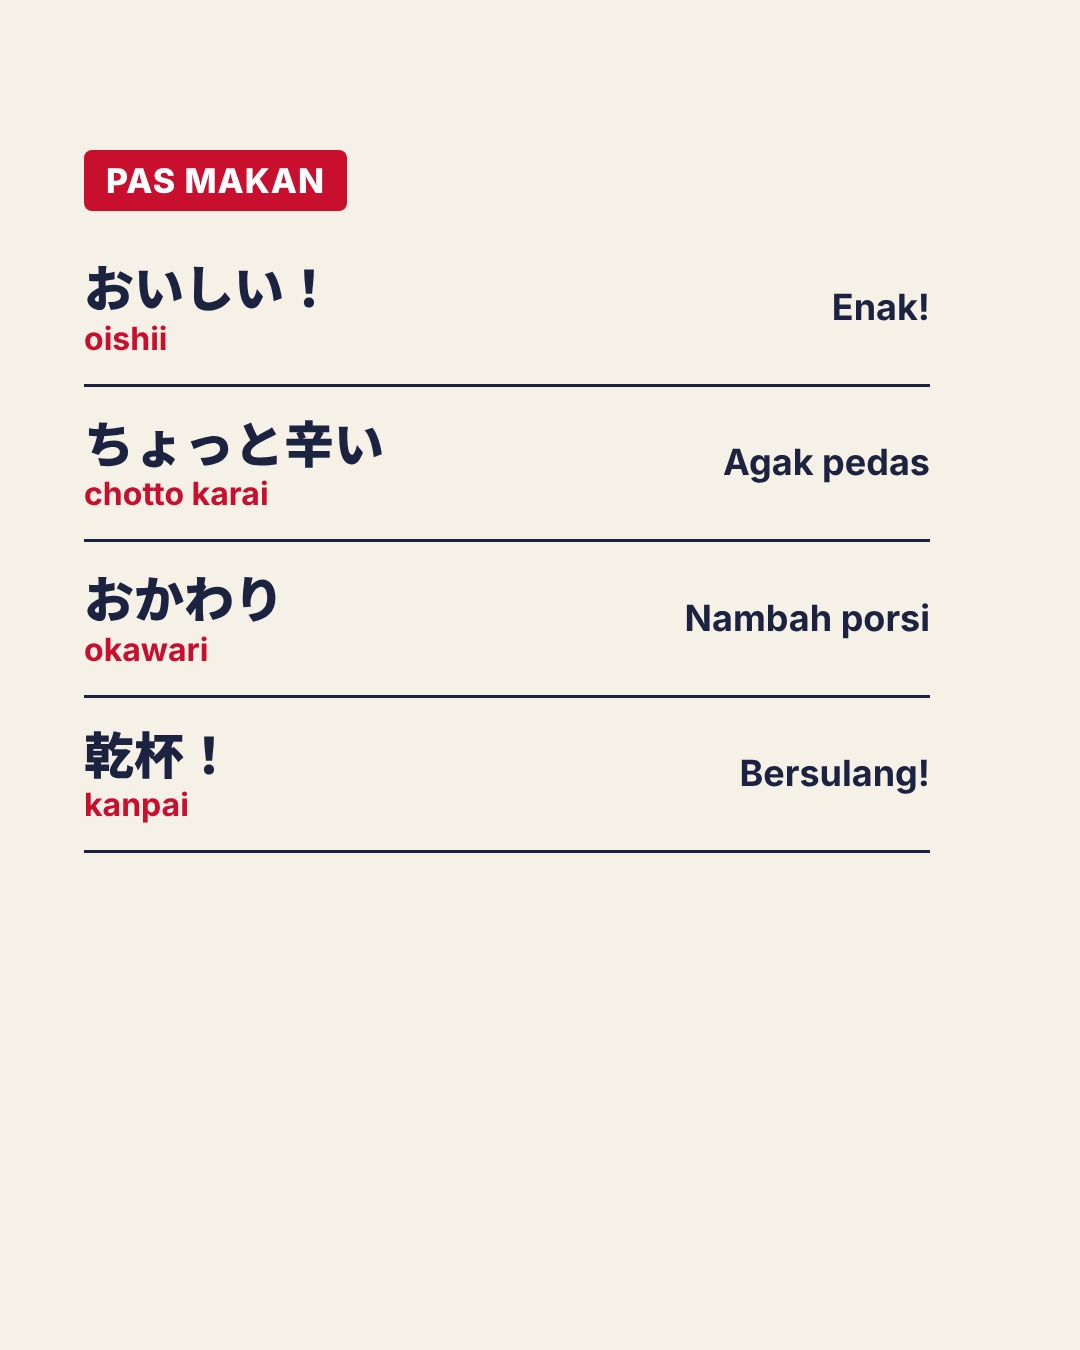 PAS MAKAN
おいしい！
oishii
Enak!
ちょっと辛い
chotto karai
Agak pedas
おかわり
okawari
Nambah porsi
乾杯！
kanpai
Bersulang!